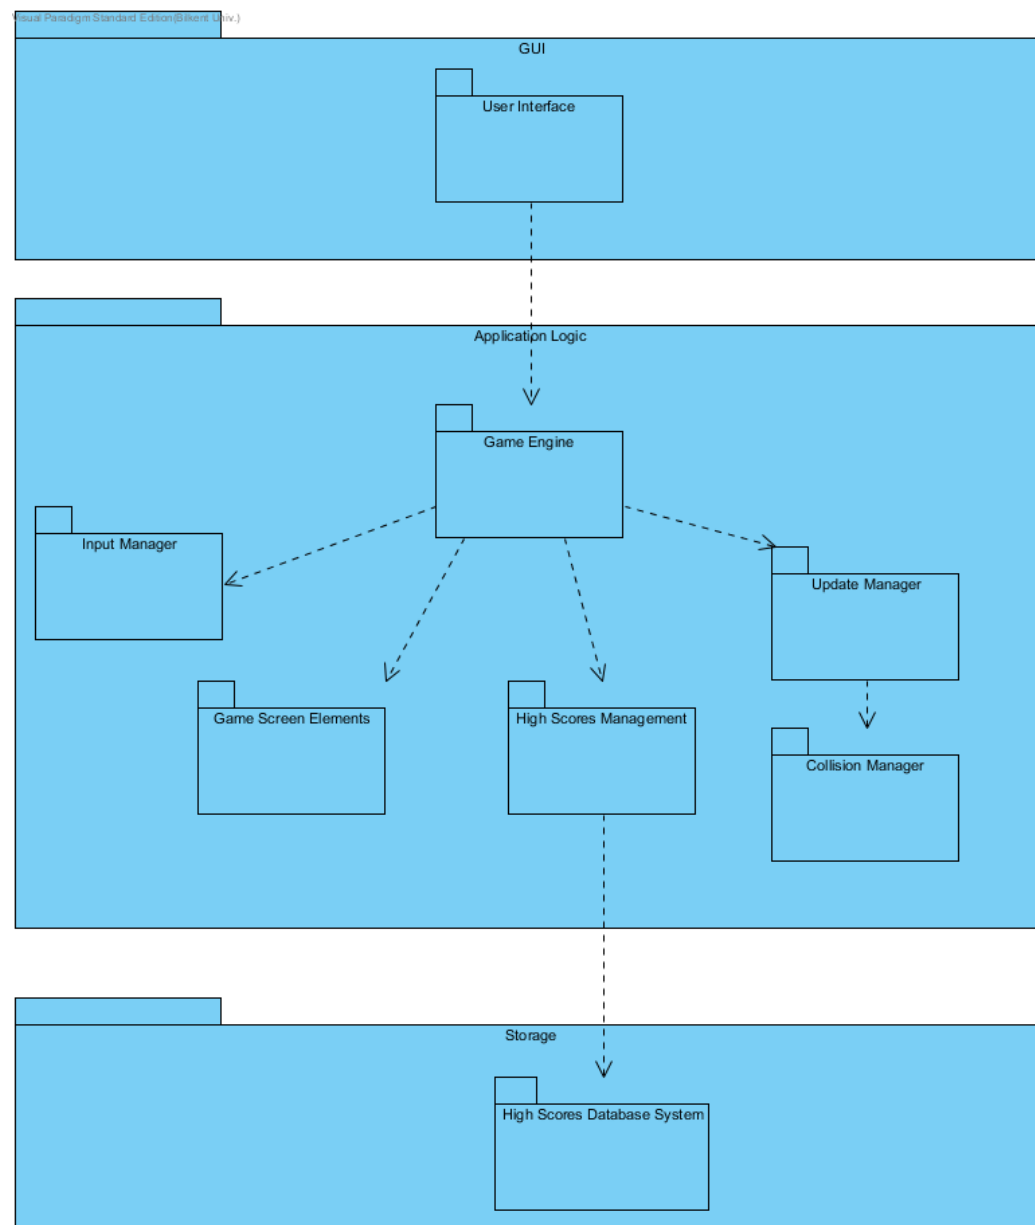 Visual Paradigm Standard Edition(Bilkent Univ.)
GUI
User Interface
Application Logic
Game Engine
Input Manager
Update Manager
Game Screen Elements
High Scores Management
Collision Manager
Storage
High Scores Database System